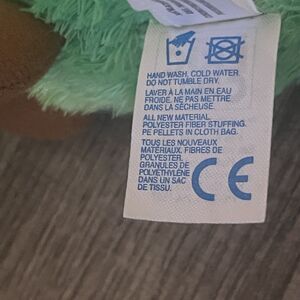 HAND WASH, COLD WATER.
DO NOT TUMBLE DRY.
LAVER À LA MAIN EN EAU
FROIDE. NE PAS METTRE
DANS LA SÉCHEUSE.
ALL NEW MATERIAL.
POLYESTER FIBER STUFFING.
PE PELLETS IN CLOTH BAG.
TOUS LES NOUVEAUX
MATÉRIAUX. FIBRES DE
POLYESTER.
GRANULES DE
POLYÉTHYLÈNE
DANS UN SAC
DE TISSU.
CE